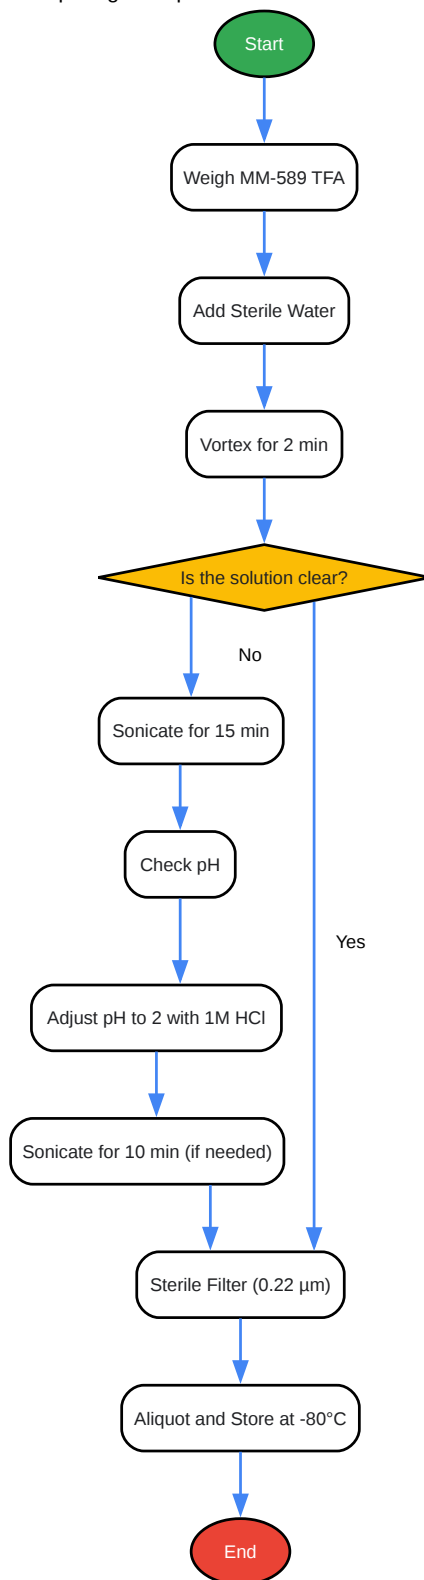 Start
Weigh MM-589 TFA
Add Sterile Water
Vortex for 2 min
Is the solution clear?
No
Sonicate for 15 min
Check pH
Yes
Adjust pH to 2 with 1M HCl
Sonicate for 10 min (if needed)
Sterile Filter (0.22 µm)
Aliquot and Store at -80°C
End